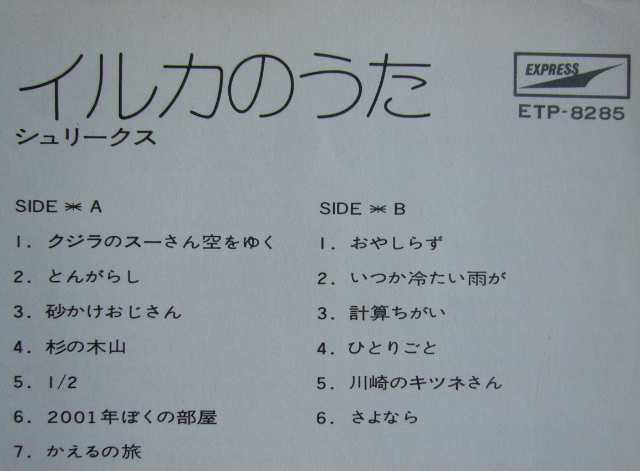 イルカのうた
シュリークス
EXPRESS
ETP-8285
SIDE * A
1. クジラのスーさん空をゆく
2. とんがらし
3. 砂かけおじさん
4. 杉の木山
5. 1/2
6. 2001年ぼくの部屋
7. かえるの旅
SIDE * B
1. おやしらず
2. いつか冷たい雨が
3. 計算ちがい
4. ひとりごと
5. 川崎のキツネさん
6. さよなら